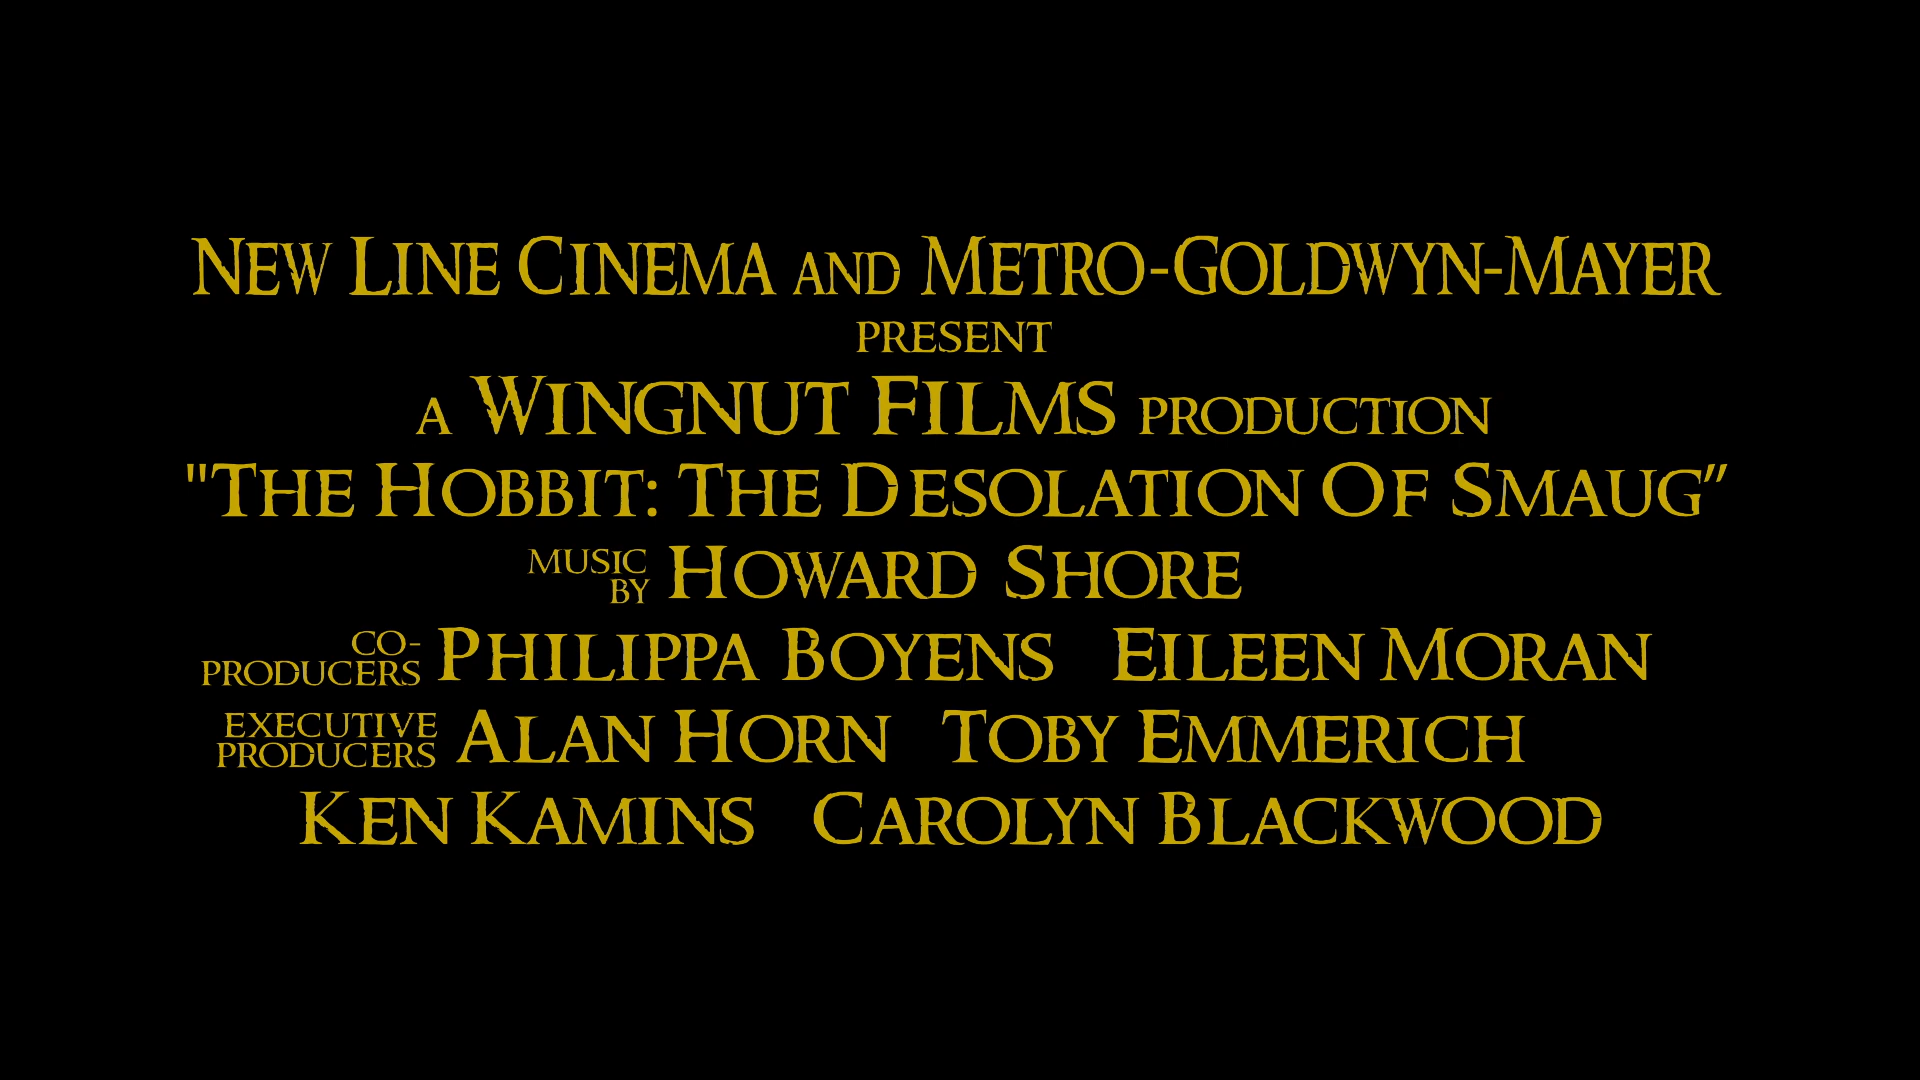 NEW LINE CINEMA AND METRO-GOLDWYN-MAYER
PRESENT
A WINGNUT FILMS PRODUCTION
"THE HOBBIT: THE DESOLATION OF SMAUG”
MUSIC BY HOWARD SHORE
CO-PRODUCERS PHILIPPA BOYENS EILEEN MORAN
EXECUTIVE PRODUCERS ALAN HORN TOBY EMMERICH
KEN KAMINS CAROLYN BLACKWOOD